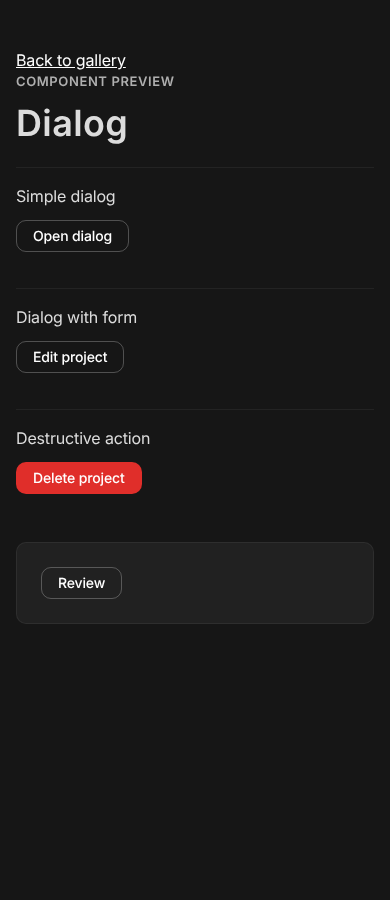 Back to gallery
COMPONENT PREVIEW
Dialog
Simple dialog
Open dialog
Dialog with form
Edit project
Destructive action
Delete project
Review